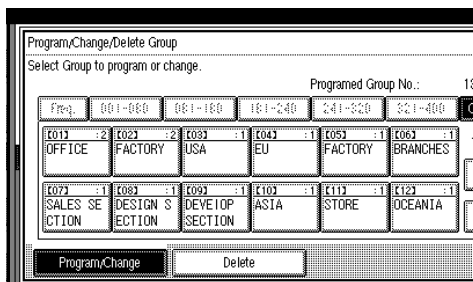 Program/Change/Delete Group
Select Group to program or change.
Programed Group No.: 13
Freq. 001-080 081-160 161-240 241-320 321-400
[01] :2 [02] :2 [03] :1 [04] :1 [05] :1 [06] :1
OFFICE FACTORY USA EU FACTORY BRANCHES
[07] :1 [08] :1 [09] :1 [10] :1 [11] :1 [12] :1
SALES SE DESIGN S DEVElOP ASIA STORE OCEANIA
CTION ECTION SECTION
Program/Change Delete